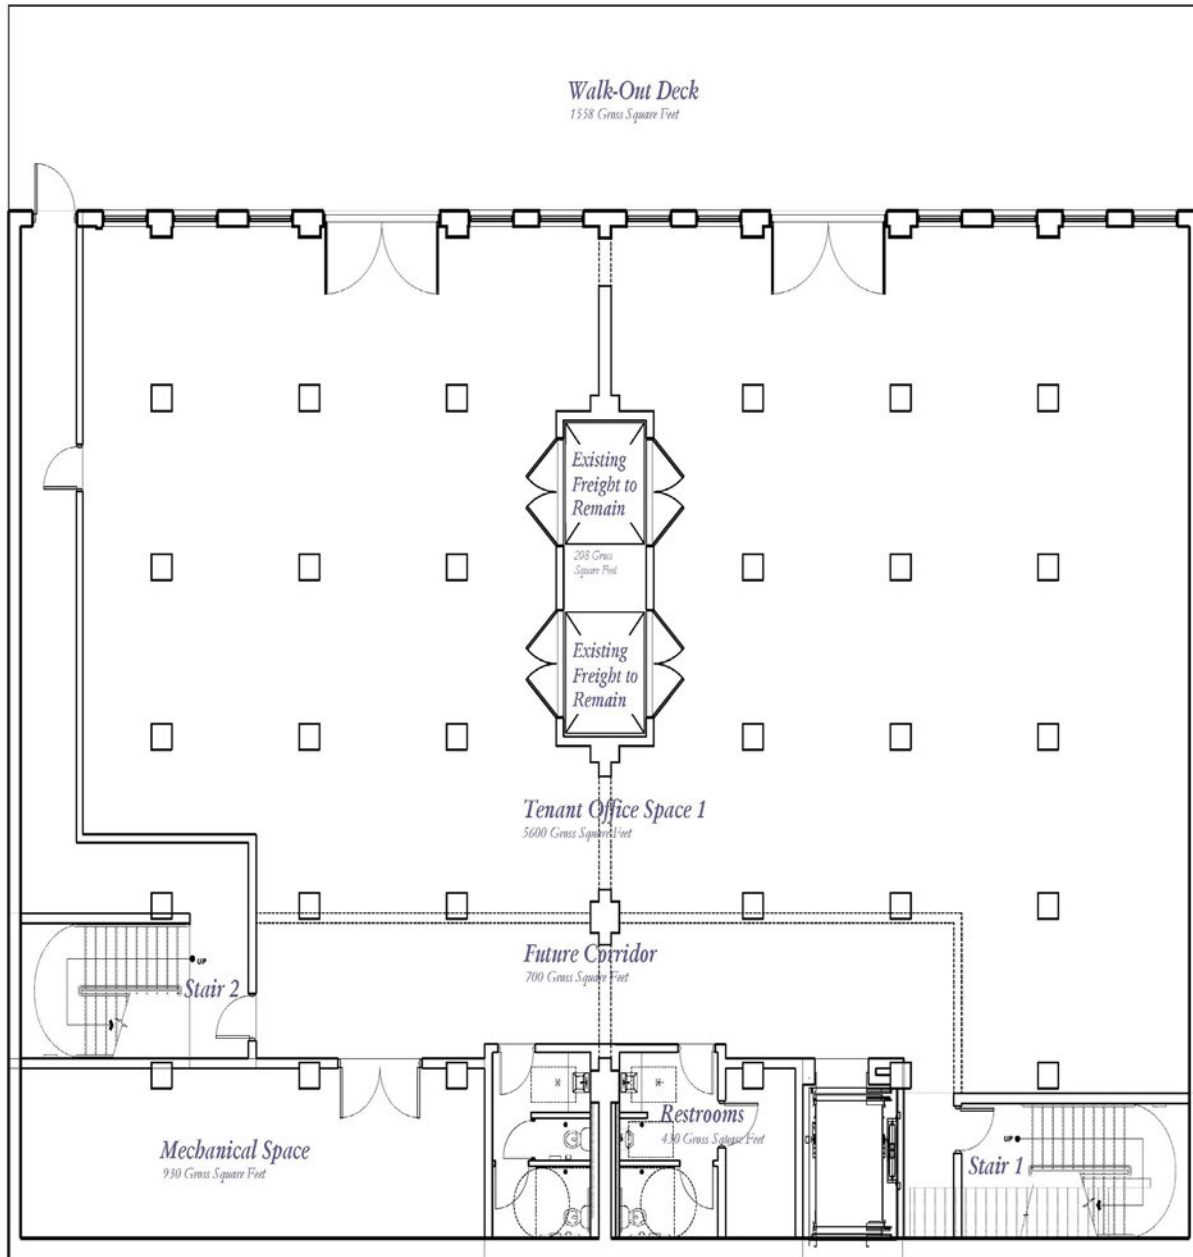 Walk-Out Deck
1558 Gross Square Feet
Existing
Freight to
Remain
208 Gross
Square Feet
Existing
Freight to
Remain
Tenant Office Space 1
5600 Gross Square Feet
Future Corridor
700 Gross Square Feet
UP
Stair 2
Restrooms
430 Gross Square Feet
Mechanical Space
930 Gross Square Feet
UP
Stair 1